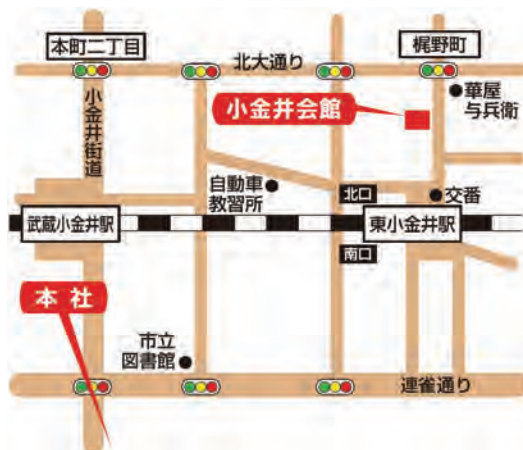 本町二丁目
北大通り
梶野町
小金井街道
小金井会館
華屋
与兵衛
自動車
教習所
北口
交番
武蔵小金井駅
東小金井駅
南口
本社
市立
図書館
連雀通り